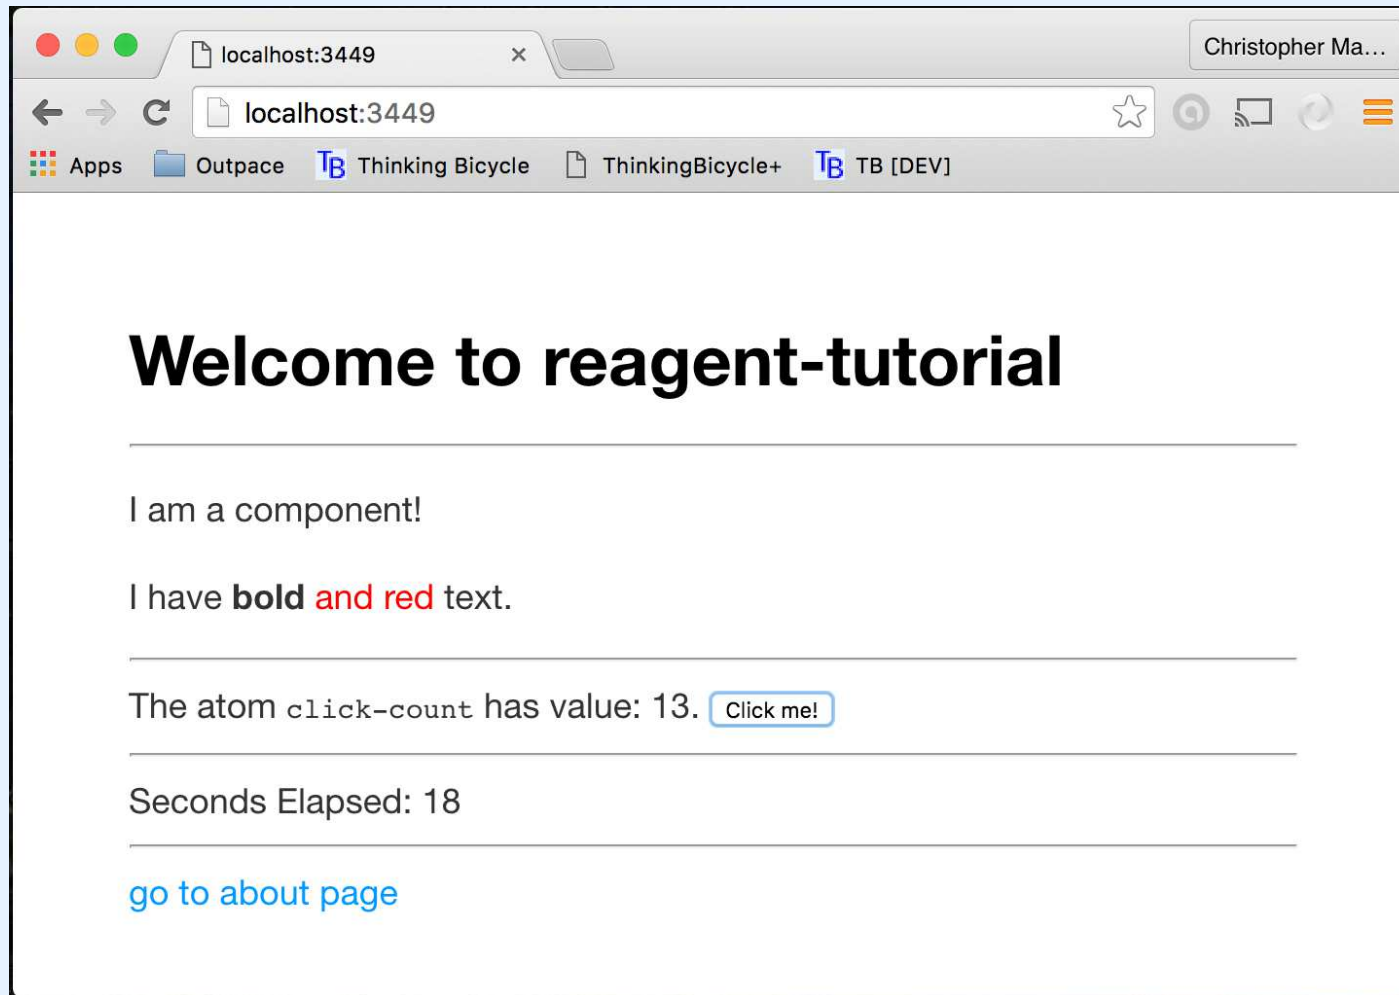 localhost:3449
Christopher Ma...
localhost:3449
Apps Outpace TB Thinking Bicycle ThinkingBicycle+ TB TB [DEV]
Welcome to reagent-tutorial
I am a component!
I have bold and red text.
The atom click-count has value: 13. Click me!
Seconds Elapsed: 18
go to about page